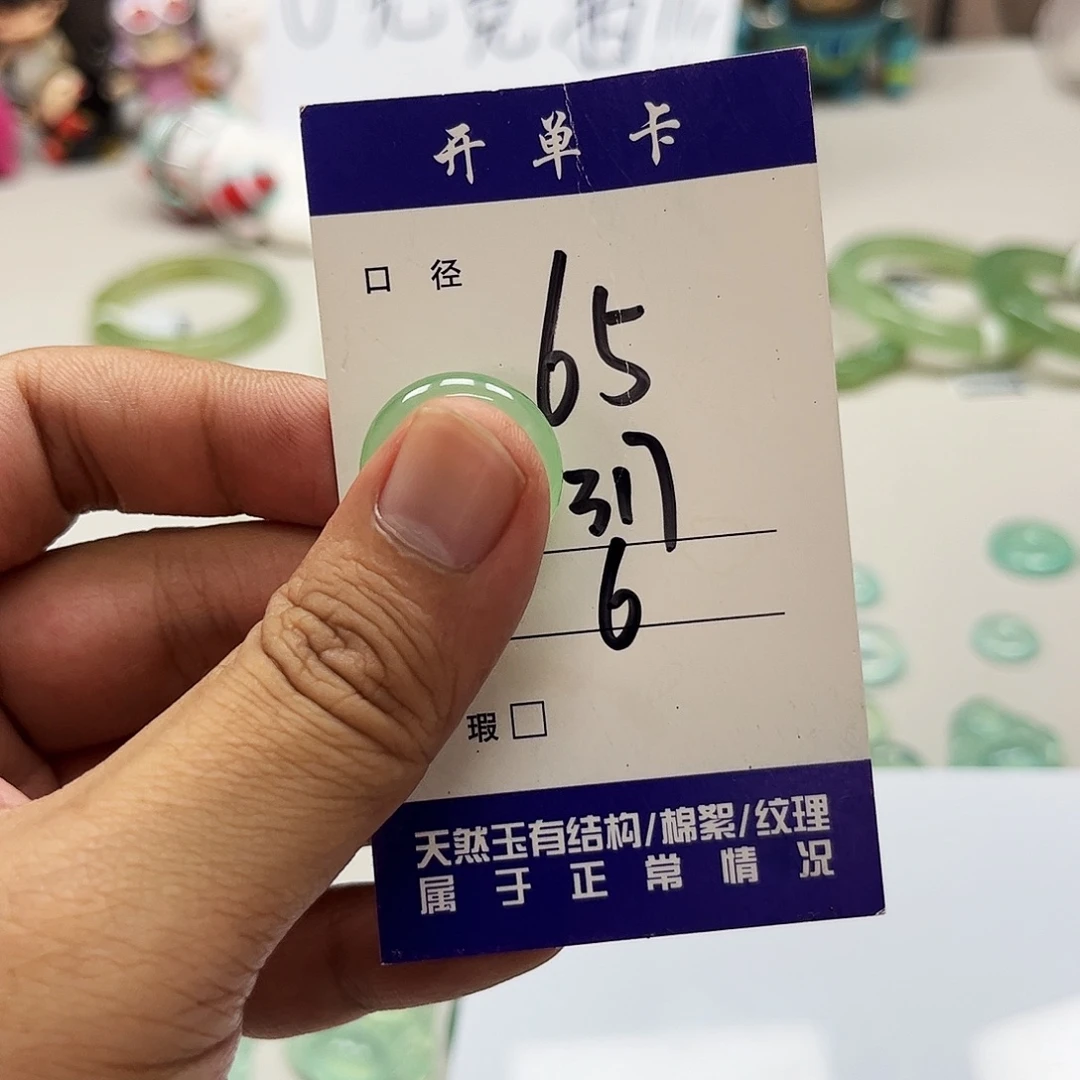 开单卡
口径
65
317
6
瑕□
天然玉有结构/棉絮/纹理
属于正常情况